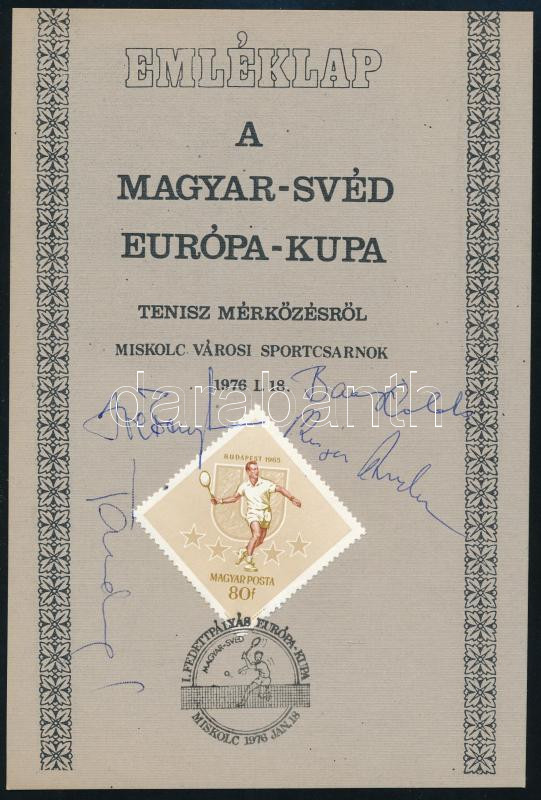 EMLÉKLAP
A
MAGYAR-SVÉD
EURÓPA-KUPA
TENISZ MÉRKŐZÉSRŐL
MISKOLC VÁROSI SPORTCSARNOK
1976 I. 18.
darabanth
BUDAPEST 1965
MAGYAR POSTA
80f
I. FEDETTPÁLYÁS EURÓPA-KUPA
MAGYAR-SVÉD
MISKOLC 1976 JAN. 18